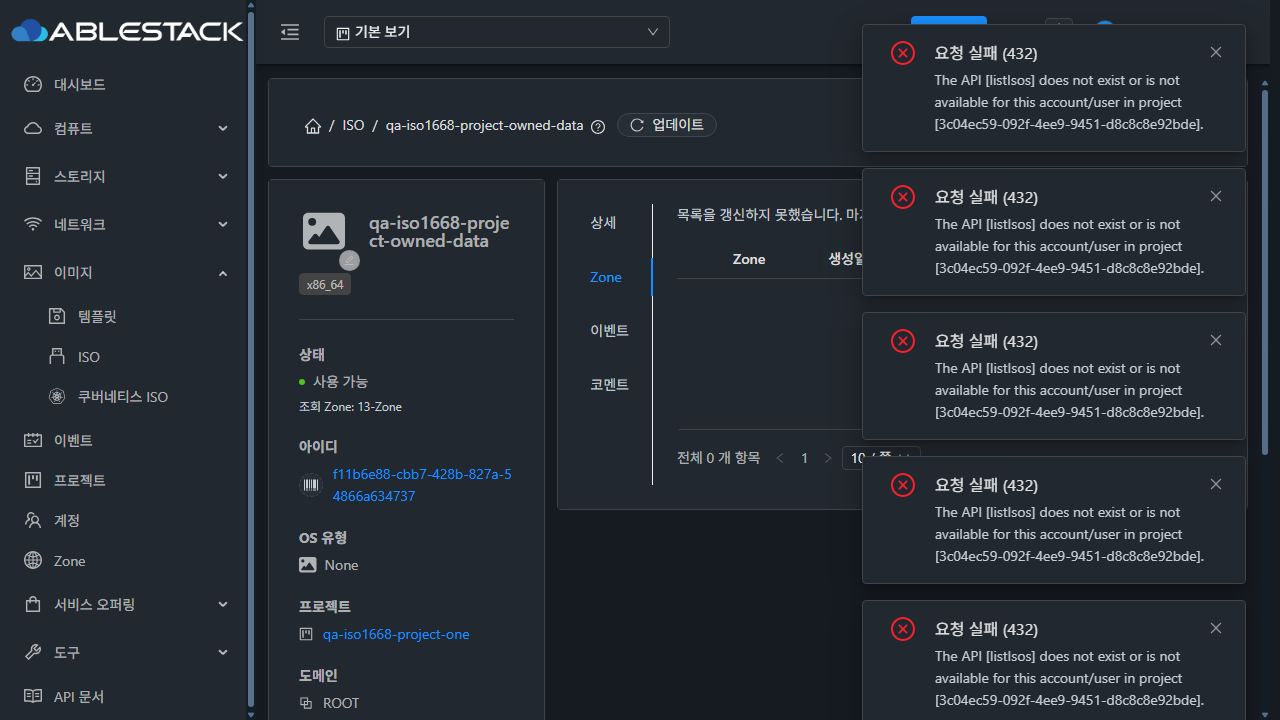 ABLESTACK
기본 보기
대시보드
컴퓨트
스토리지
네트워크
이미지
템플릿
ISO
쿠버네티스 ISO
이벤트
프로젝트
계정
Zone
서비스 오퍼링
도구
API 문서
/ ISO / qa-iso1668-project-owned-data
업데이트
qa-iso1668-proje
ct-owned-data
x86_64
상태
사용 가능
조회 Zone: 13-Zone
아이디
f11b6e88-cbb7-428b-827a-5
4866a634737
OS 유형
None
프로젝트
qa-iso1668-project-one
도메인
ROOT
상세
Zone
이벤트
코멘트
목록을 갱신하지 못했습니다.
Zone
생성일
전체 0 개 항목
1
10 /
요청 실패 (432)
The API [listIsos] does not exist or is not
available for this account/user in project
[3c04ec59-092f-4ee9-9451-d8c8c8e92bde].
요청 실패 (432)
The API [listIsos] does not exist or is not
available for this account/user in project
[3c04ec59-092f-4ee9-9451-d8c8c8e92bde].
요청 실패 (432)
The API [listIsos] does not exist or is not
available for this account/user in project
[3c04ec59-092f-4ee9-9451-d8c8c8e92bde].
요청 실패 (432)
The API [listIsos] does not exist or is not
available for this account/user in project
[3c04ec59-092f-4ee9-9451-d8c8c8e92bde].
요청 실패 (432)
The API [listIsos] does not exist or is not
available for this account/user in project
[3c04ec59-092f-4ee9-9451-d8c8c8e92bde].